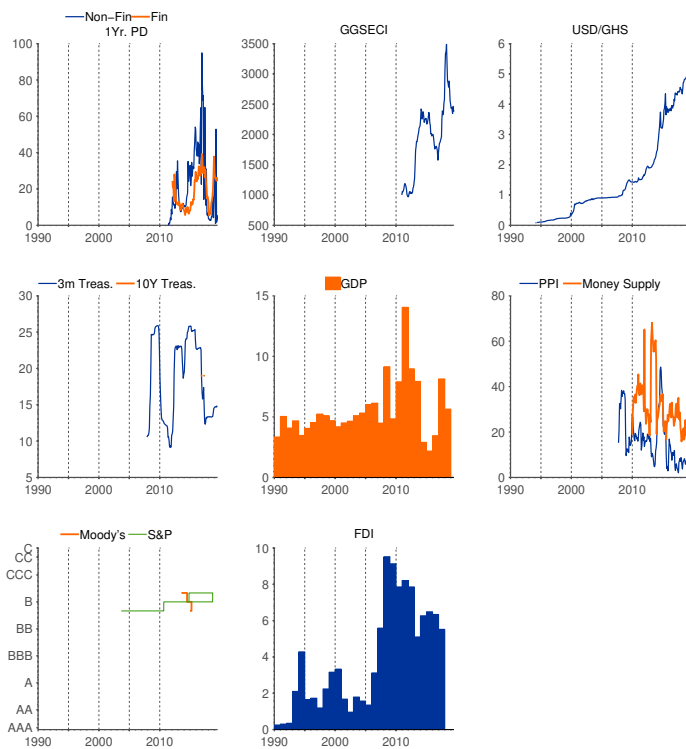 Non−Fin Fin
1Yr. PD
100
80
60
40
20
0
1990 2000 2010
GGSECI
3500
3000
2500
2000
1500
1000
500
1990 2000 2010
USD/GHS
6
5
4
3
2
1
0
1990 2000 2010
3m Treas. 10Y Treas.
30
25
20
15
10
5
1990 2000 2010
GDP
15
10
5
0
1990 2000 2010
PPI Money Supply
80
60
40
20
0
1990 2000 2010
Moody's S&P
C
CC
CCC
B
BB
BBB
A
AA
AAA
1990 2000 2010
FDI
10
8
6
4
2
0
1990 2000 2010